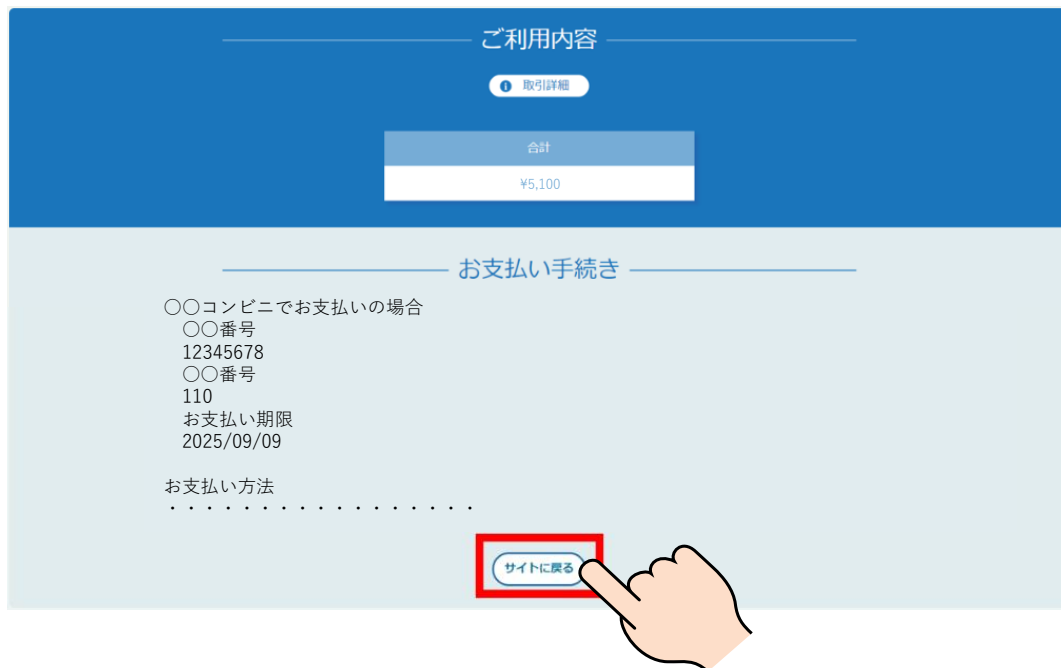 ご利用内容
取引詳細
合計
¥5,100
お支払い手続き
○○コンビニでお支払いの場合
○○番号
12345678
○○番号
110
お支払い期限
2025/09/09
お支払い方法
・・・・・・・・・・・・・・・・・
サイトに戻る